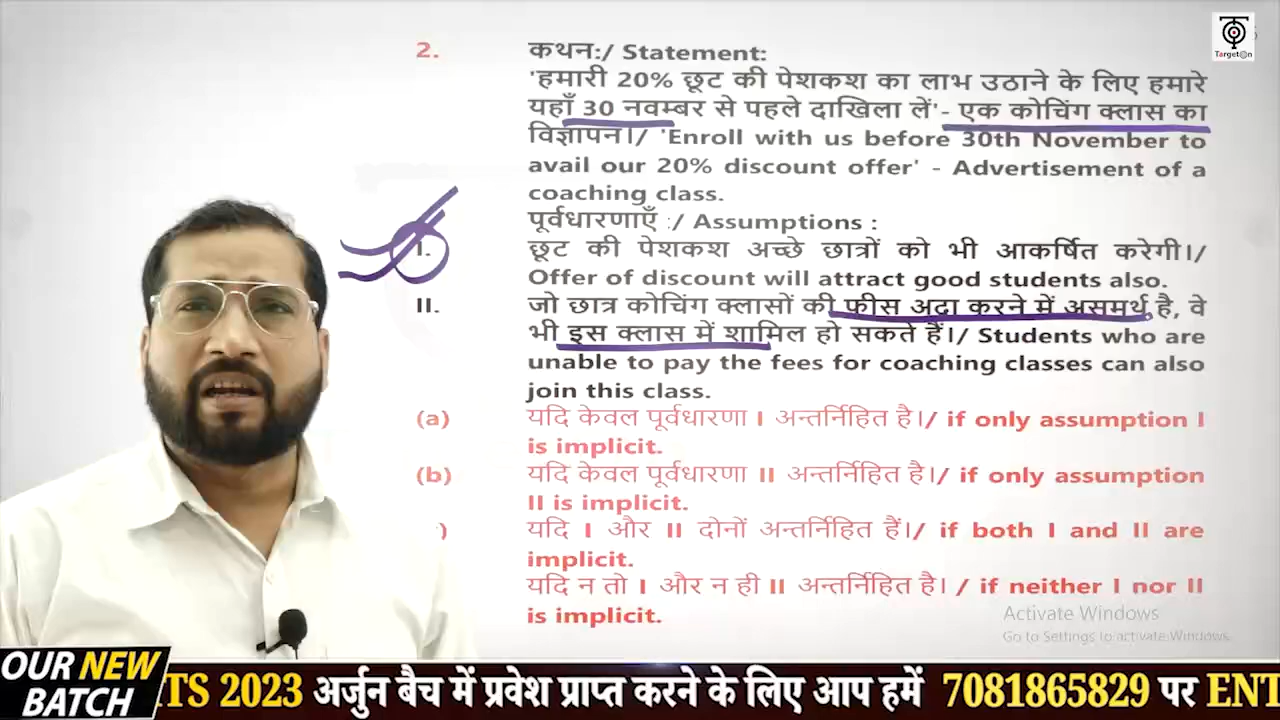 Target@n
2. कथन:/ Statement:
'हमारी 20% छूट की पेशकश का लाभ उठाने के लिए हमारे
यहाँ 30 नवम्बर से पहले दाखिला लें'- एक कोचिंग क्लास का
विज्ञापन।/ 'Enroll with us before 30th November to
avail our 20% discount offer' - Advertisement of a
coaching class.
पूर्वधारणाएँ :/ Assumptions :
I. छूट की पेशकश अच्छे छात्रों को भी आकर्षित करेगी।/
Offer of discount will attract good students also.
II. जो छात्र कोचिंग क्लासों की फीस अदा करने में असमर्थ है, वे
भी इस क्लास में शामिल हो सकते हैं।/ Students who are
unable to pay the fees for coaching classes can also
join this class.
(a) यदि केवल पूर्वधारणा I अन्तर्निहित है।/ if only assumption I
is implicit.
(b) यदि केवल पूर्वधारणा II अन्तर्निहित है।/ if only assumption
II is implicit.
) यदि I और II दोनों अन्तर्निहित हैं।/ if both I and II are
implicit.
यदि न तो I और न ही II अन्तर्निहित है। / if neither I nor II
is implicit.
Activate Windows
Go to Settings to activate Windows.
OUR NEW
BATCH
ITS 2023 अर्जुन बैच में प्रवेश प्राप्त करने के लिए आप हमें 7081865829 पर ENT